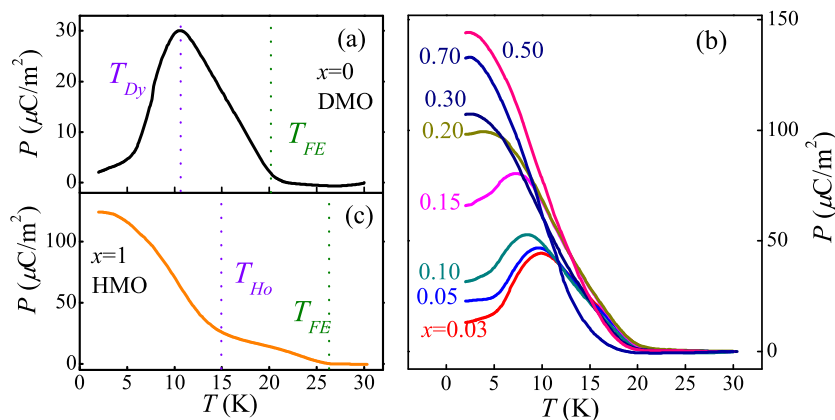 30
20
10
0
P (μC/m²)
T_Dy
T_FE
(a)
x=0
DMO
100
50
0
P (μC/m²)
(c)
x=1
HMO
T_Ho
T_FE
0 5 10 15 20 25 30
T (K)
(b)
0.70
0.50
0.30
0.20
0.15
0.10
0.05
x=0.03
150
100
50
0
P (μC/m²)
0 5 10 15 20 25 30
T (K)